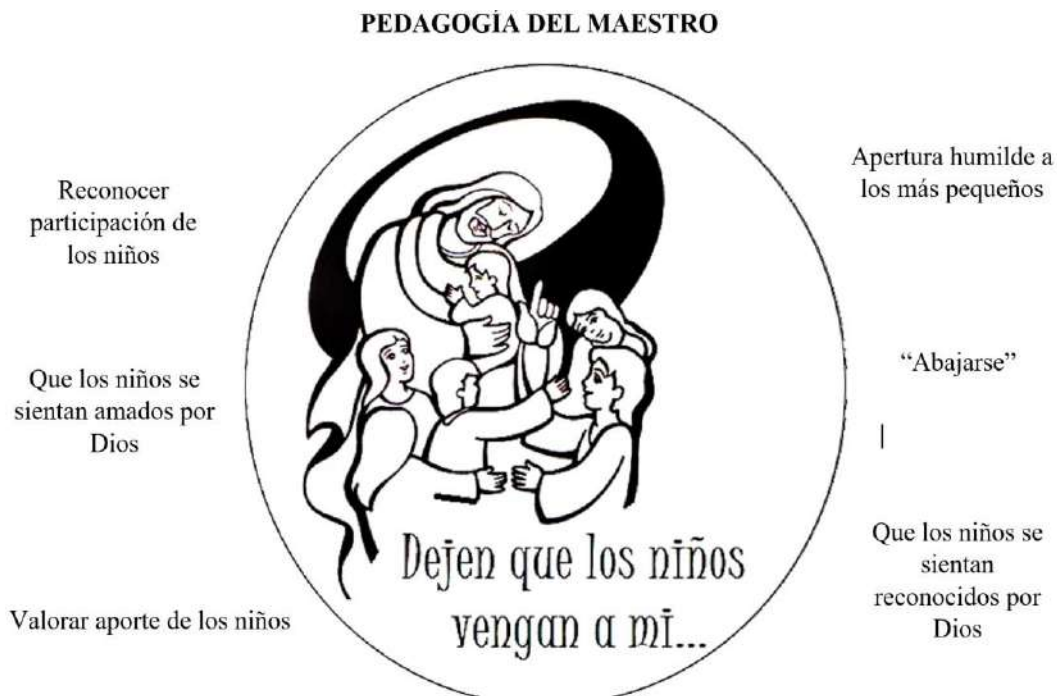 PEDAGOGÍA DEL MAESTRO
Reconocer
participación de
los niños
Que los niños se
sientan amados por
Dios
Valorar aporte de los niños
Dejen que los niños
vengan a mi...
Apertura humilde a
los más pequeños
“Abajarse”
Que los niños se
sientan
reconocidos por
Dios